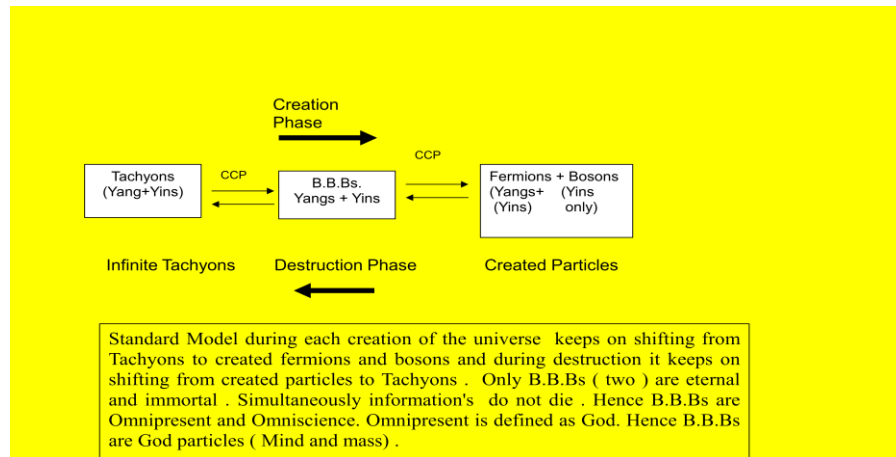 Creation
Phase
CCP
CCP
Tachyons
(Yang+Yins)
B.B.Bs.
Yangs + Yins
Fermions + Bosons
(Yangs+ (Yins
(Yins) only)
Infinite Tachyons
Destruction Phase
Created Particles
Standard Model during each creation of the universe keeps on shifting from
Tachyons to created fermions and bosons and during destruction it keeps on
shifting from created particles to Tachyons . Only B.B.Bs ( two ) are eternal
and immortal . Simultaneously information's do not die . Hence B.B.Bs are
Omnipresent and Omniscience. Omnipresent is defined as God. Hence B.B.Bs
are God particles ( Mind and mass) .